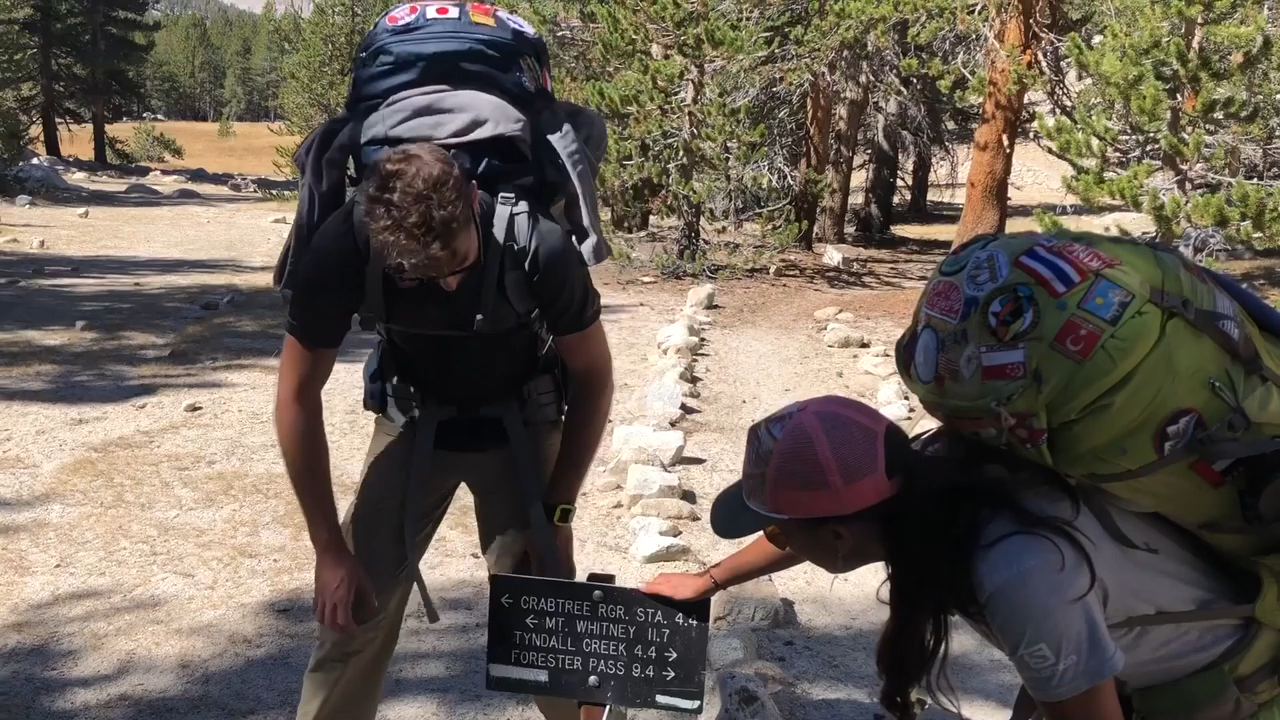 ← CRABTREE RGR. STA. 4.4
← MT. WHITNEY 11.7
TYNDALL CREEK 4.4 →
FORESTER PASS 9.4 →